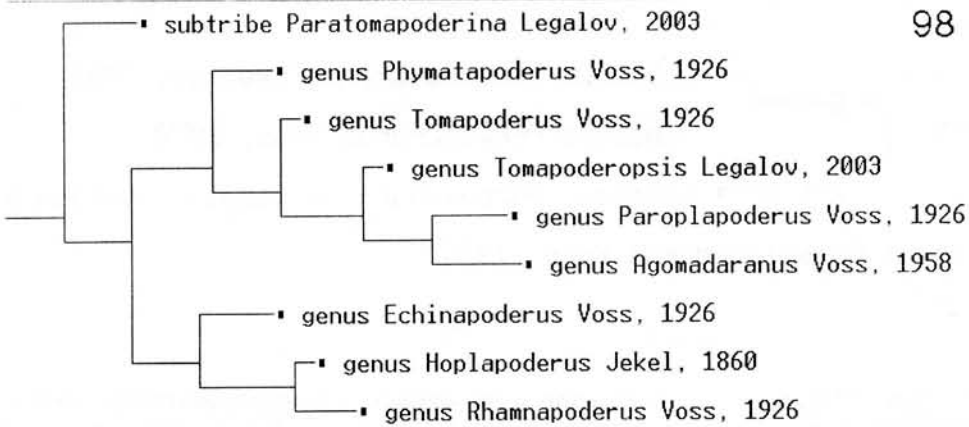 subtribe Paratomapoderina Legalov, 2003
98
genus Phymatapoderus Voss, 1926
genus Tomapoderus Voss, 1926
genus Tomapoderopsis Legalov, 2003
genus Paroplapoderus Voss, 1926
genus Agomadaranus Voss, 1958
genus Echinapoderus Voss, 1926
genus Hoplapoderus Jekel, 1860
genus Rhamnapoderus Voss, 1926